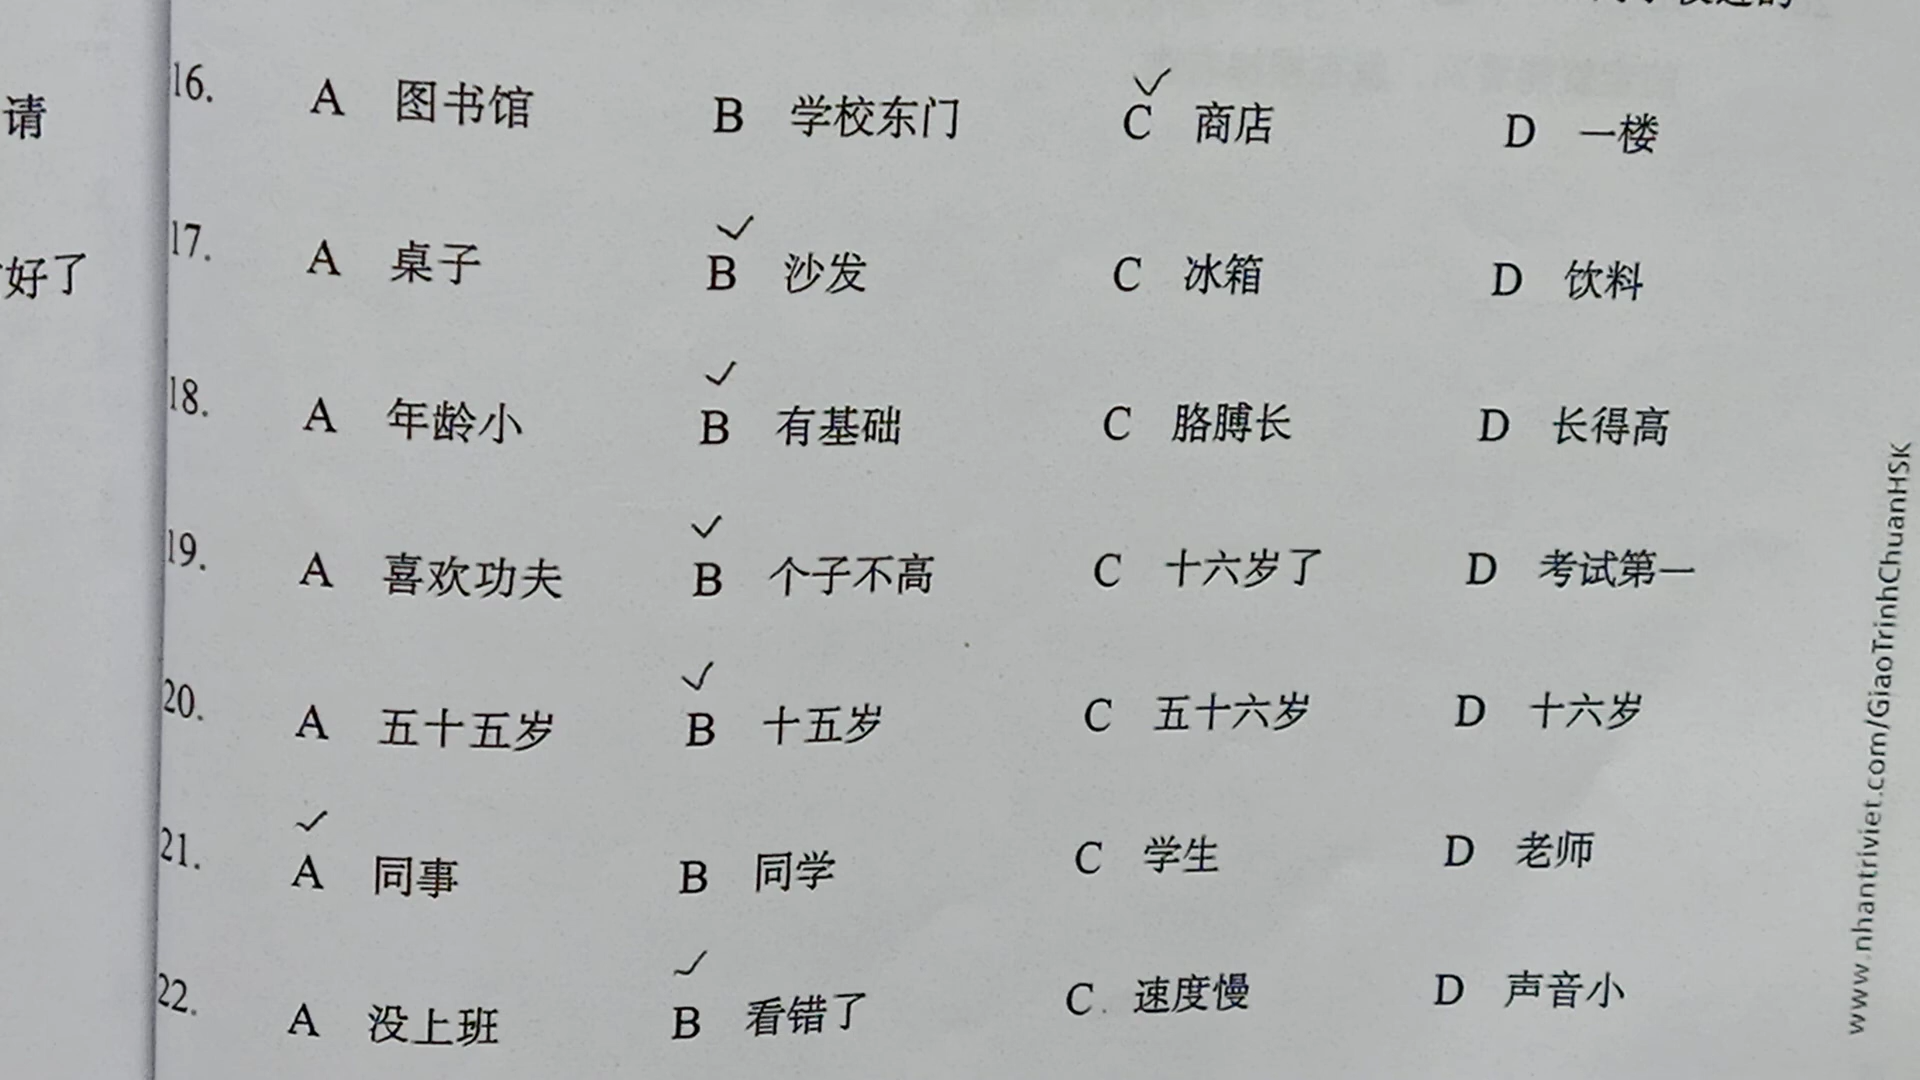 请
好了
16. A 图书馆 B 学校东门 C 商店 D 一楼
17. A 桌子 B 沙发 C 冰箱 D 饮料
18. A 年龄小 B 有基础 C 胳膊长 D 长得高
19. A 喜欢功夫 B 个子不高 C 十六岁了 D 考试第一
20. A 五十五岁 B 十五岁 C 五十六岁 D 十六岁
21. A 同事 B 同学 C 学生 D 老师
22. A 没上班 B 看错了 C 速度慢 D 声音小
www.nhantriviet.com/GiaoTrinhChuanHSK